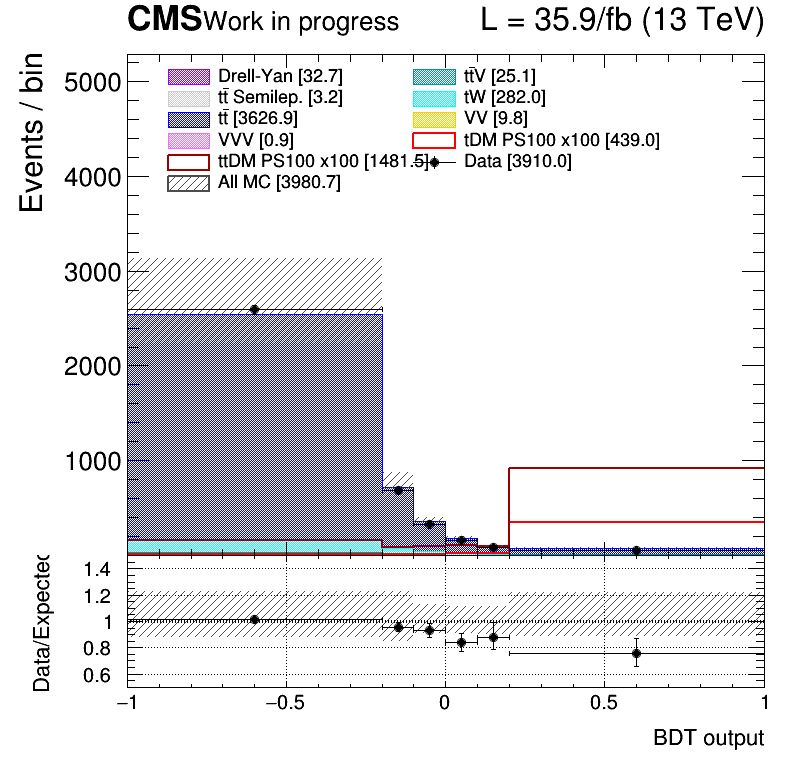 CMS Work in progress L = 35.9/fb (13 TeV)
Events / bin
5000
4000
3000
2000
1000
Drell-Yan [32.7] tt̄V [25.1]
tt̄ Semilep. [3.2] tW [282.0]
tt̄ [3626.9] VV [9.8]
VVV [0.9] tDM PS100 x100 [439.0]
ttDM PS100 x100 [1481.5] Data [3910.0]
All MC [3980.7]
Data/Expected
1.4
1.2
1
0.8
0.6
−1 −0.5 0 0.5 1
BDT output